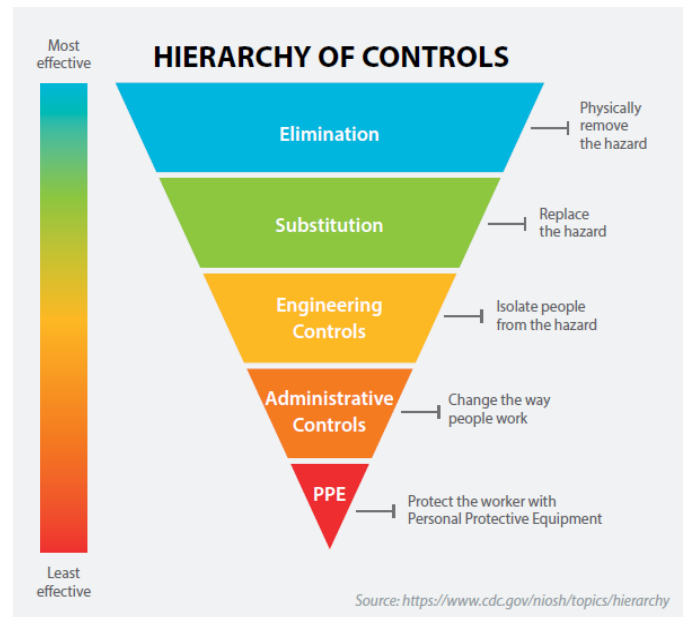 Most
effective
HIERARCHY OF CONTROLS
Elimination
Physically
remove
the hazard
Substitution
Replace
the hazard
Engineering
Controls
Isolate people
from the hazard
Administrative
Controls
Change the way
people work
PPE
Protect the worker with
Personal Protective Equipment
Least
effective
Source: https://www.cdc.gov/niosh/topics/hierarchy